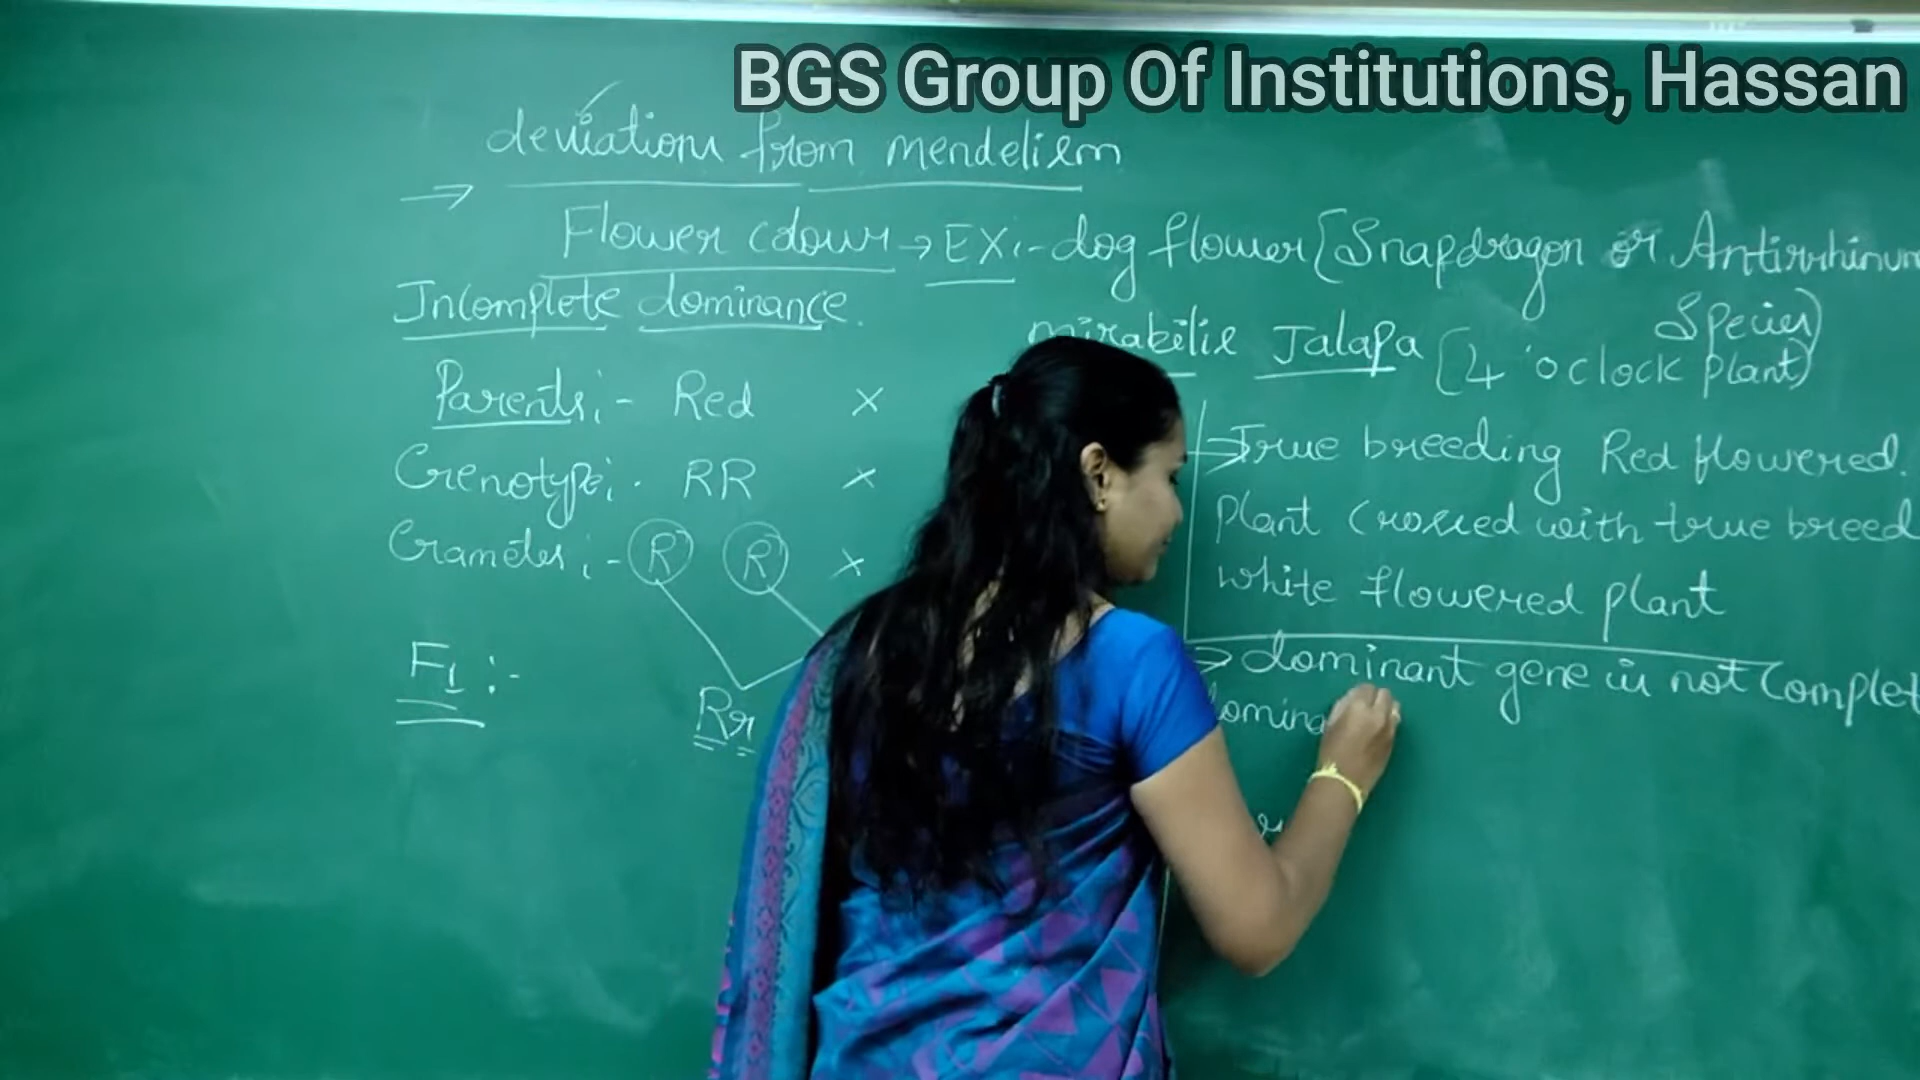 BGS Group Of Institutions, Hassan
deviations from mendelism
→ Flower colour → EX:- dog flower [Snapdragon or Antirrhinum
Species)
Incomplete dominance.
mirabilis Jalapa [4 'o clock plant)
Parents:- Red ×
Genotype:- RR ×
Gametes:- R R ×
F1 :-
Rr
→ True breeding Red flowered.
plant crossed with true breed
white flowered plant
→ dominant gene is not Complet
domina